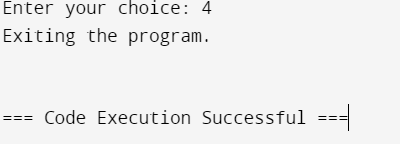 Enter your choice: 4
Exiting the program.
=== Code Execution Successful ===